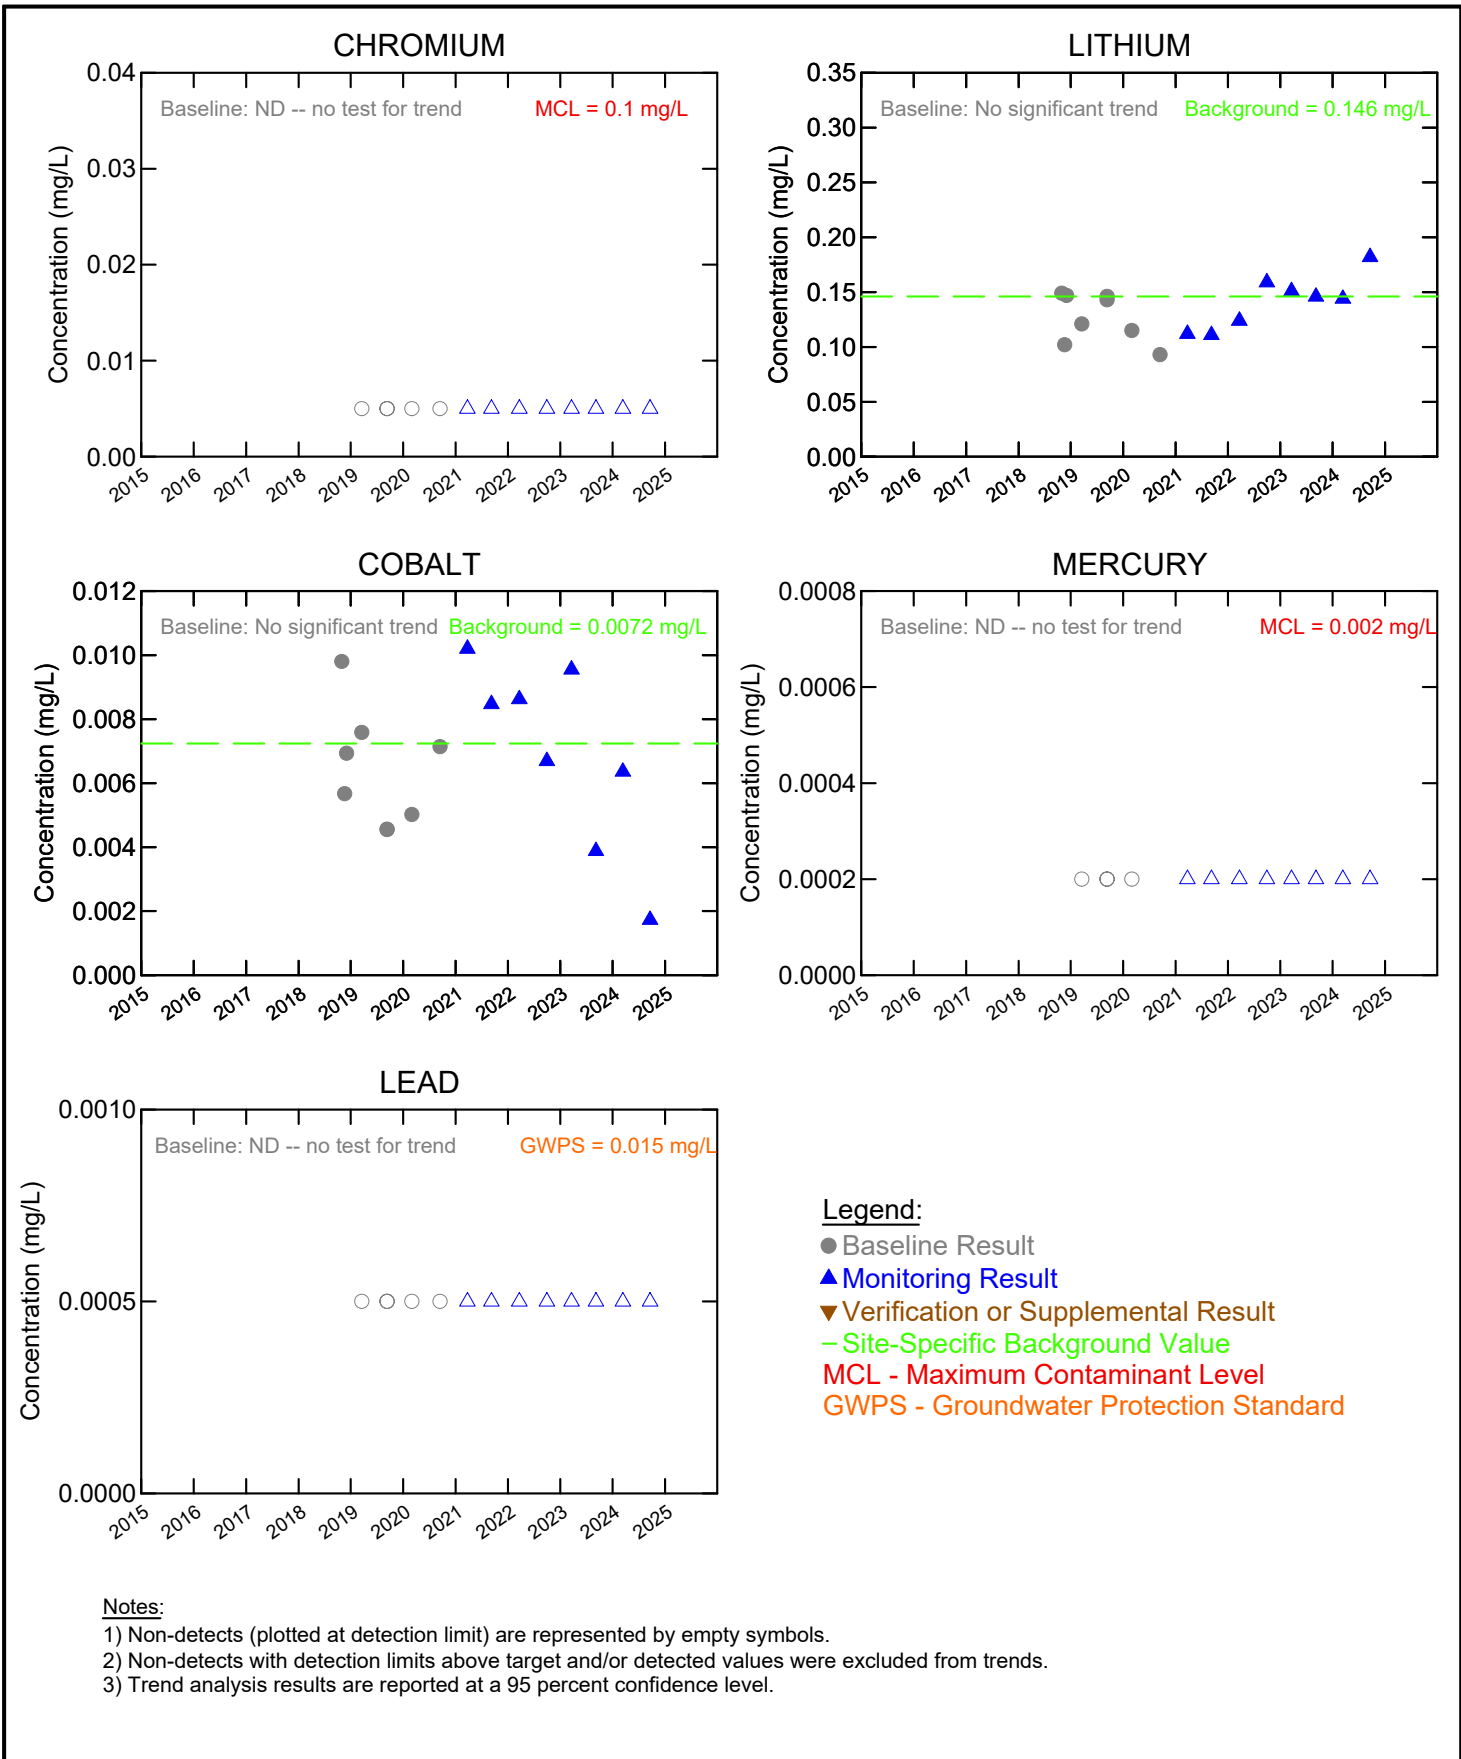 CHROMIUM
Baseline: ND -- no test for trend
MCL = 0.1 mg/L
Concentration (mg/L)
0.04
0.03
0.02
0.01
0.00
2015
2016
2017
2018
2019
2020
2021
2022
2023
2024
2025
LITHIUM
Baseline: No significant trend
Background = 0.146 mg/L
Concentration (mg/L)
0.35
0.30
0.25
0.20
0.15
0.10
0.05
0.00
2015
2016
2017
2018
2019
2020
2021
2022
2023
2024
2025
COBALT
Baseline: No significant trend
Background = 0.0072 mg/L
Concentration (mg/L)
0.012
0.010
0.008
0.006
0.004
0.002
0.000
2015
2016
2017
2018
2019
2020
2021
2022
2023
2024
2025
MERCURY
Baseline: ND -- no test for trend
MCL = 0.002 mg/L
Concentration (mg/L)
0.0008
0.0006
0.0004
0.0002
0.0000
2015
2016
2017
2018
2019
2020
2021
2022
2023
2024
2025
LEAD
Baseline: ND -- no test for trend
GWPS = 0.015 mg/L
Concentration (mg/L)
0.0010
0.0005
0.0000
2015
2016
2017
2018
2019
2020
2021
2022
2023
2024
2025
Legend:
Baseline Result
Monitoring Result
Verification or Supplemental Result
Site-Specific Background Value
MCL - Maximum Contaminant Level
GWPS - Groundwater Protection Standard
Notes:
1) Non-detects (plotted at detection limit) are represented by empty symbols.
2) Non-detects with detection limits above target and/or detected values were excluded from trends.
3) Trend analysis results are reported at a 95 percent confidence level.